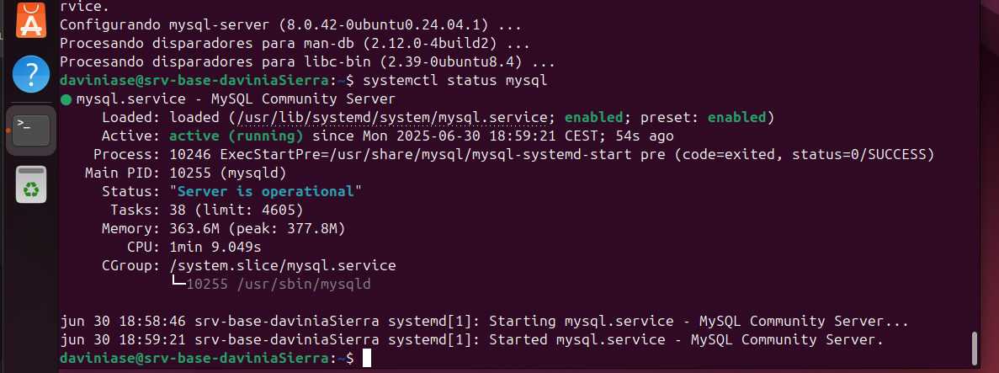 rvice.
Configurando mysql-server (8.0.42-0ubuntu0.24.04.1) ...
Procesando disparadores para man-db (2.12.0-4build2) ...
Procesando disparadores para libc-bin (2.39-0ubuntu8.4) ...
daviniase@srv-base-daviniaSierra:~$ systemctl status mysql
● mysql.service - MySQL Community Server
Loaded: loaded (/usr/lib/systemd/system/mysql.service; enabled; preset: enabled)
Active: active (running) since Mon 2025-06-30 18:59:21 CEST; 54s ago
Process: 10246 ExecStartPre=/usr/share/mysql/mysql-systemd-start pre (code=exited, status=0/SUCCESS)
Main PID: 10255 (mysqld)
Status: "Server is operational"
Tasks: 38 (limit: 4605)
Memory: 363.6M (peak: 377.8M)
CPU: 1min 9.049s
CGroup: /system.slice/mysql.service
└─10255 /usr/sbin/mysqld
jun 30 18:58:46 srv-base-daviniaSierra systemd[1]: Starting mysql.service - MySQL Community Server...
jun 30 18:59:21 srv-base-daviniaSierra systemd[1]: Started mysql.service - MySQL Community Server.
daviniase@srv-base-daviniaSierra:~$